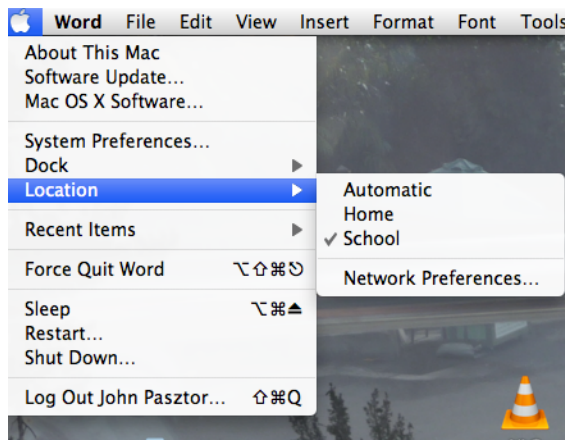 Word File Edit View Insert Format Font Tools
About This Mac
Software Update...
Mac OS X Software...
System Preferences...
Dock
Location
Automatic
Home
✓ School
Network Preferences...
Recent Items
Force Quit Word ⌥⇧⌘⎋
Sleep ⌥⌘⏏
Restart...
Shut Down...
Log Out John Pasztor... ⇧⌘Q